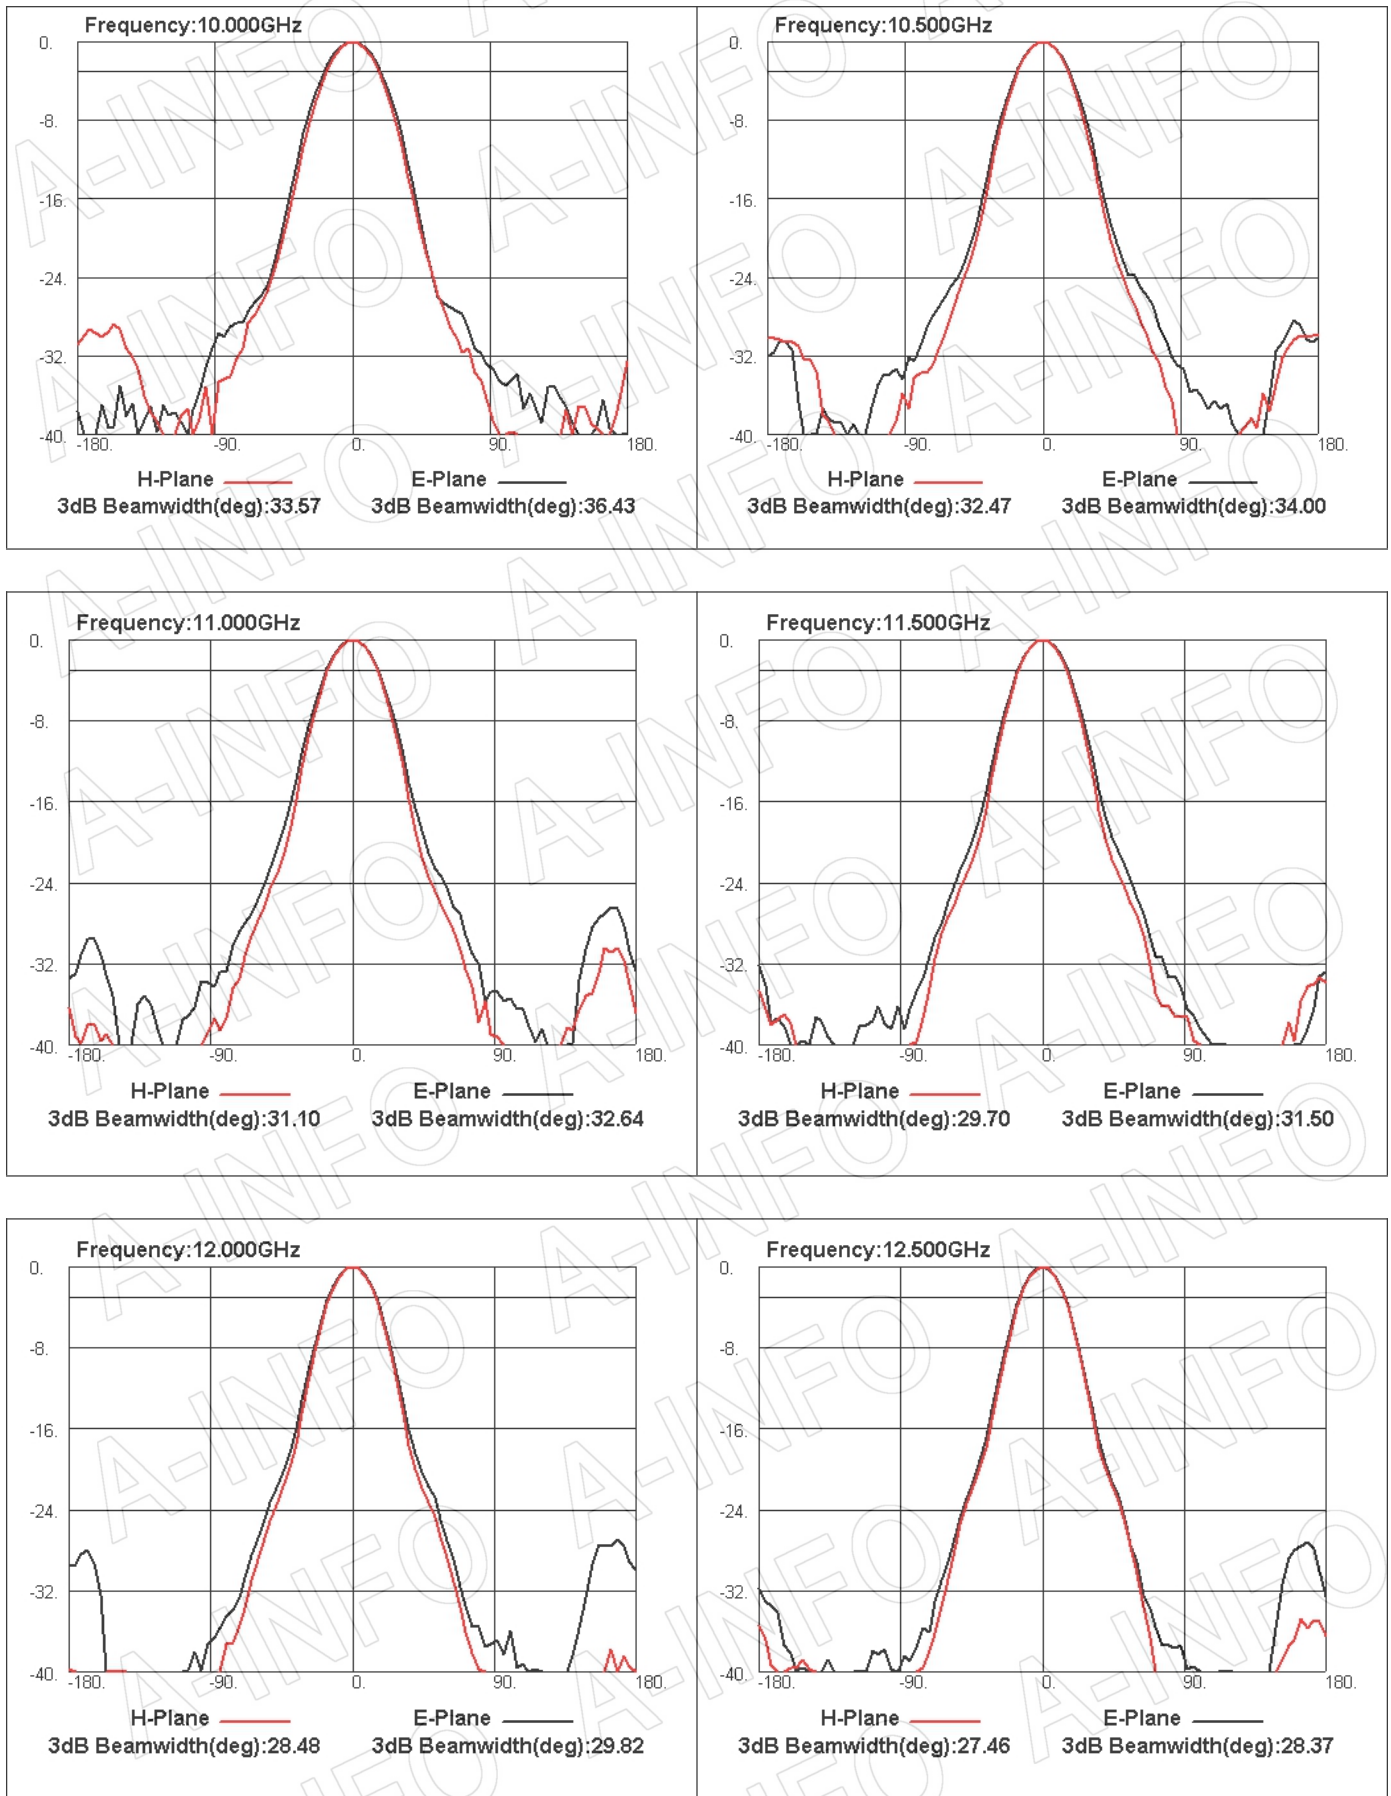 Frequency:10.000GHz
0.
-8.
-16.
-24.
-32.
-40.
-180. -90. 0. 90. 180.
H-Plane E-Plane
3dB Beamwidth(deg):33.57 3dB Beamwidth(deg):36.43
Frequency:10.500GHz
0.
-8.
-16.
-24.
-32.
-40.
-180. -90. 0. 90. 180.
H-Plane E-Plane
3dB Beamwidth(deg):32.47 3dB Beamwidth(deg):34.00
Frequency:11.000GHz
0.
-8.
-16.
-24.
-32.
-40.
-180. -90. 0. 90. 180.
H-Plane E-Plane
3dB Beamwidth(deg):31.10 3dB Beamwidth(deg):32.64
Frequency:11.500GHz
0.
-8.
-16.
-24.
-32.
-40.
-180. -90. 0. 90. 180.
H-Plane E-Plane
3dB Beamwidth(deg):29.70 3dB Beamwidth(deg):31.50
Frequency:12.000GHz
0.
-8.
-16.
-24.
-32.
-40.
-180. -90. 0. 90. 180.
H-Plane E-Plane
3dB Beamwidth(deg):28.48 3dB Beamwidth(deg):29.82
Frequency:12.500GHz
0.
-8.
-16.
-24.
-32.
-40.
-180. -90. 0. 90. 180.
H-Plane E-Plane
3dB Beamwidth(deg):27.46 3dB Beamwidth(deg):28.37
A-INFO